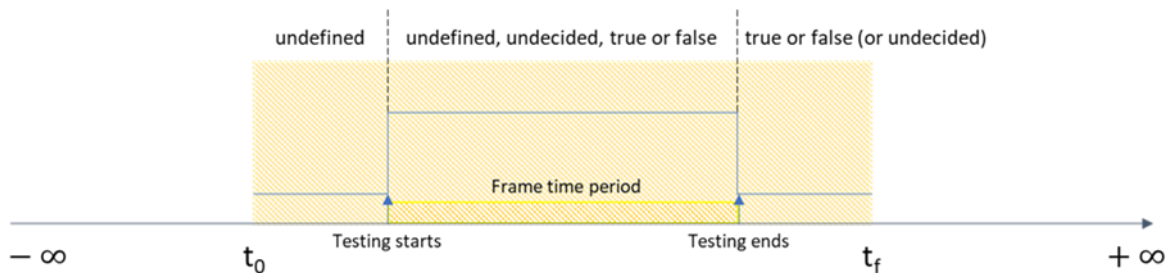 undefined
undefined, undecided, true or false
true or false (or undecided)
Frame time period
Testing starts
Testing ends
− ∞
t₀
t_f
+ ∞